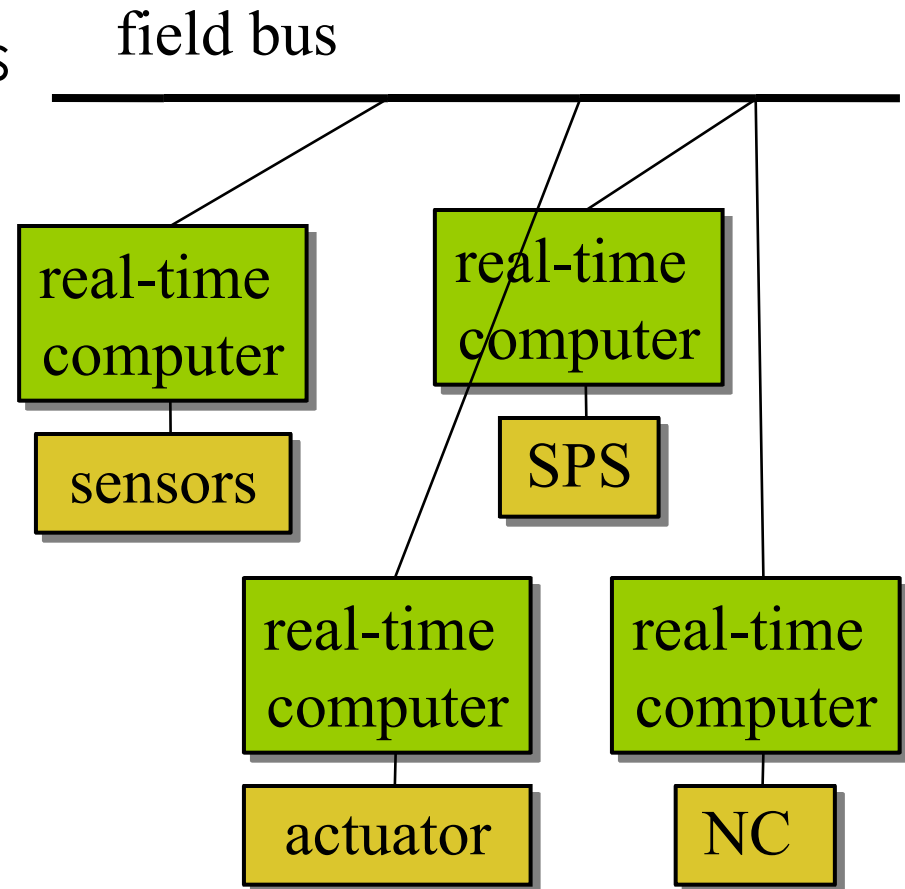 s
field bus
real-time
computer
real-time
computer
sensors
SPS
real-time
computer
real-time
computer
actuator
NC